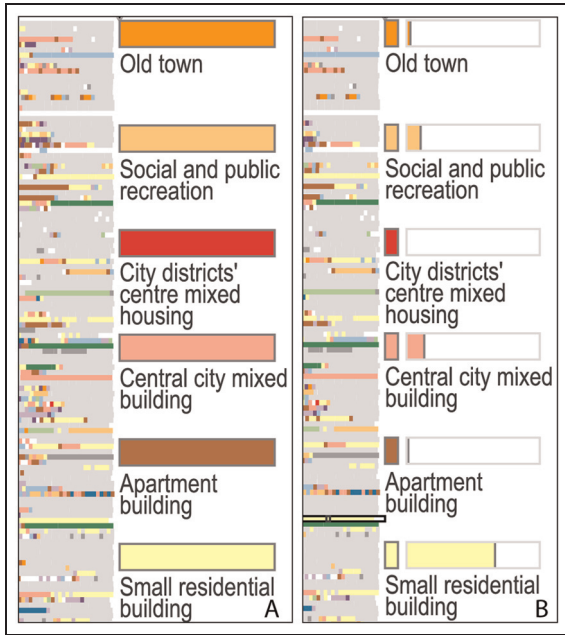 Old town
Social and public
recreation
City districts'
centre mixed
housing
Central city mixed
building
Apartment
building
Small residential
building
A
Old town
Social and public
recreation
City districts'
centre mixed
housing
Central city mixed
building
Apartment
building
Small residential
building
B